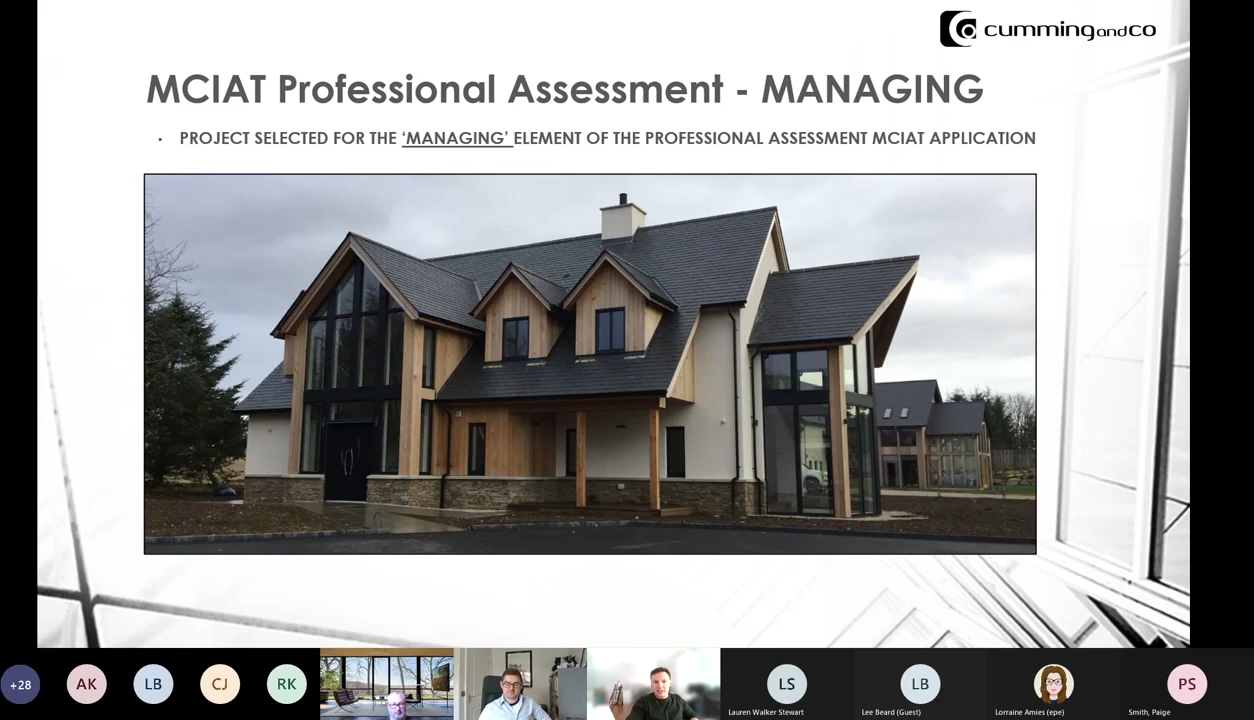 cummingandco
MCIAT Professional Assessment - MANAGING
• PROJECT SELECTED FOR THE ‘MANAGING’ ELEMENT OF THE PROFESSIONAL ASSESSMENT MCIAT APPLICATION
+28
AK
LB
CJ
RK
LS
LB
PS
Lauren Walker Stewart
Lee Beard (Guest)
Lorraine Amies (epe)
Smith, Paige